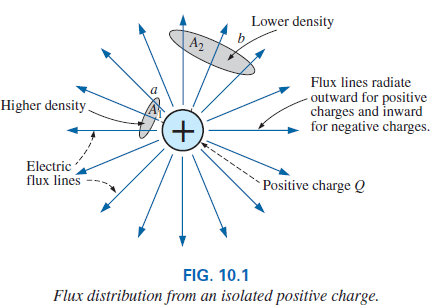 Lower density
A2
b
a
Higher density
A1
+
Flux lines radiate
outward for positive
charges and inward
for negative charges.
Electric
flux lines
Positive charge Q
FIG. 10.1
Flux distribution from an isolated positive charge.